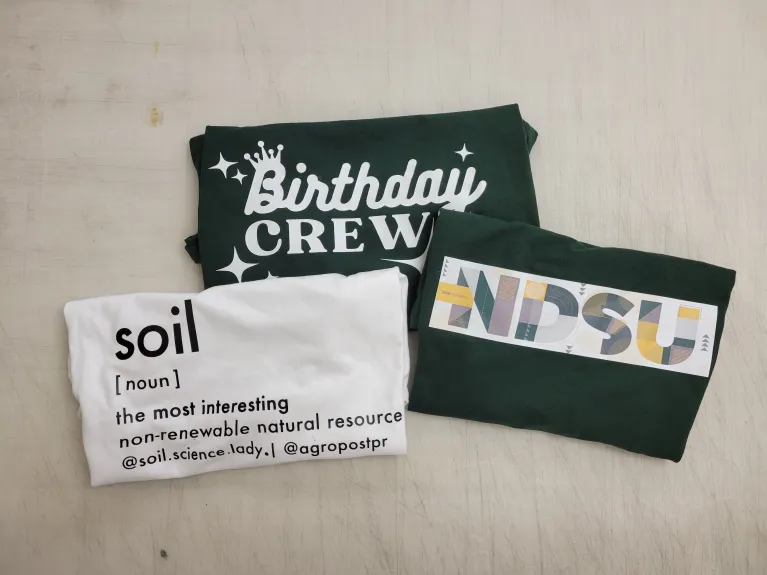 Birthday
CREW
NDSU
soil
[noun]
the most interesting
non-renewable natural resource
@soil.science.lady.| @agropostpr